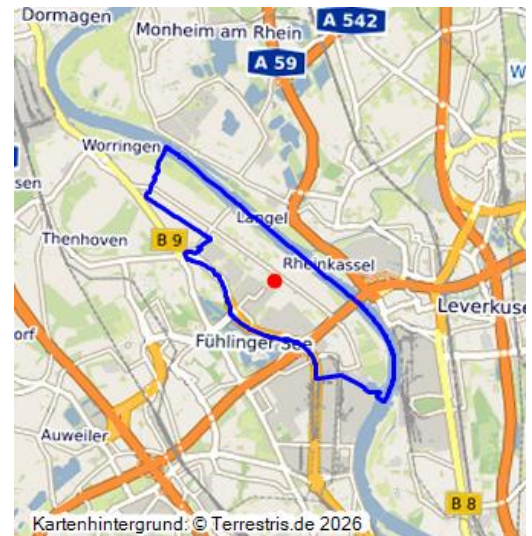 Dormagen
Monheim am Rhein
A 542
A 59
Worringen
Langel
Thenhoven
B 9
Rheinkassel
Leverkuse
Fühlinger See
Auweiler
B 8
Kartenhintergrund: © Terrestris.de 2026